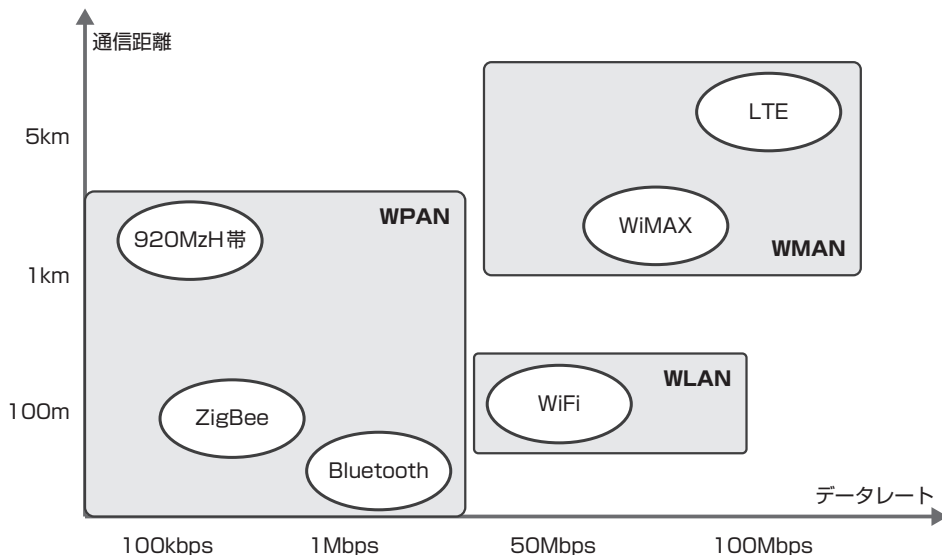 通信距離
5km
1km
100m
LTE
WiMAX
WMAN
WPAN
920MzH帯
ZigBee
Bluetooth
WLAN
WiFi
データレート
100kbps
1Mbps
50Mbps
100Mbps